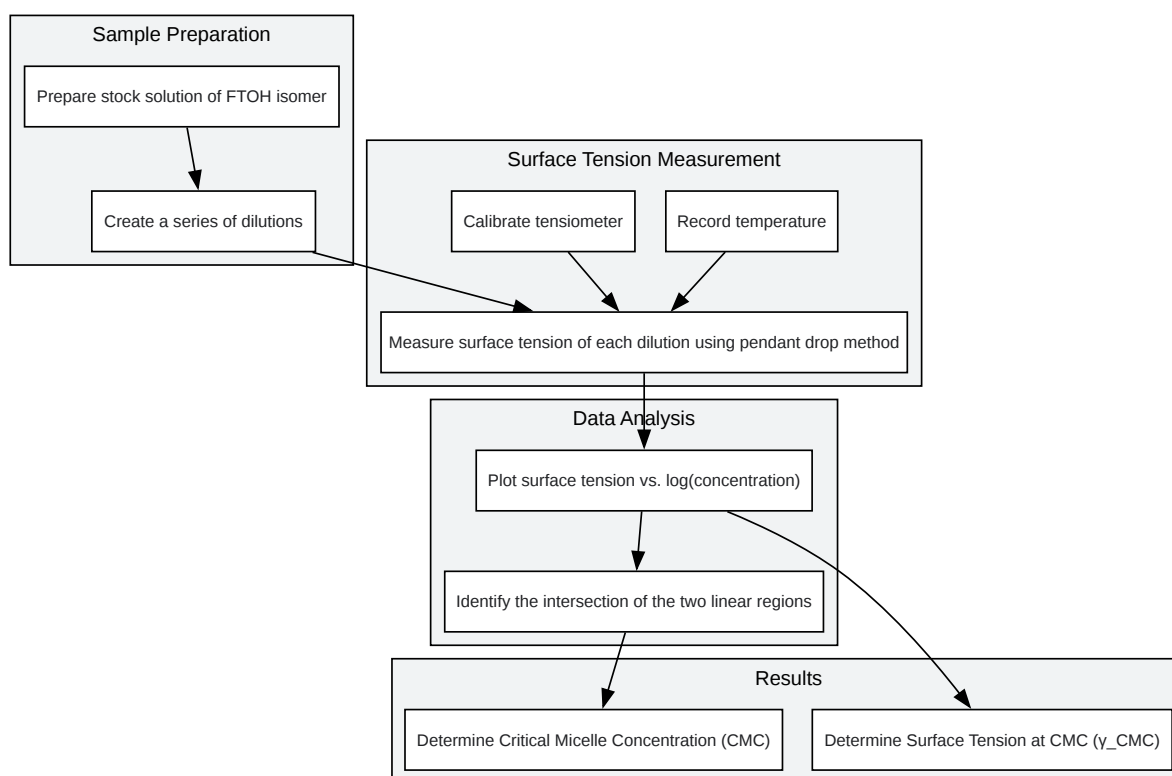 Sample Preparation
Prepare stock solution of FTOH isomer
Create a series of dilutions
Surface Tension Measurement
Calibrate tensiometer
Record temperature
Measure surface tension of each dilution using pendant drop method
Data Analysis
Plot surface tension vs. log(concentration)
Identify the intersection of the two linear regions
Results
Determine Critical Micelle Concentration (CMC)
Determine Surface Tension at CMC (γ_CMC)